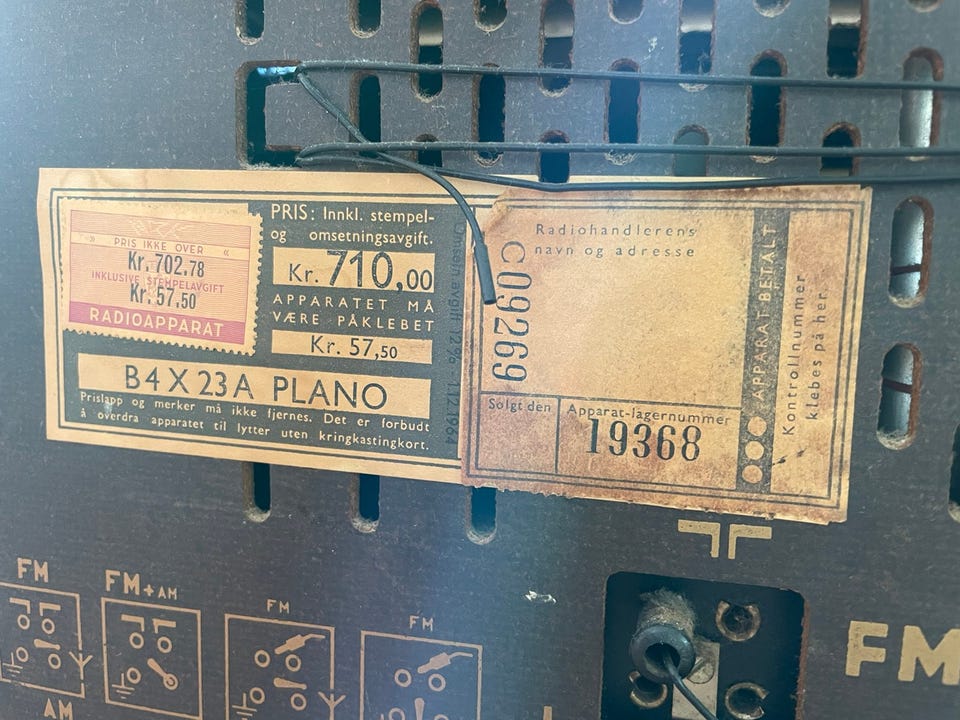 PRIS IKKE OVER
Kr. 702.78
INKLUSIVE STEMPELAVGIFT
Kr. 57.50
RADIOAPPARAT
PRIS: Innkl. stempel-
og omsetningsavgift.
Kr. 710,00
APPARATET MÅ
VÆRE PÅKLEBET
Kr. 57,50
B4X23A PLANO
Prislapp og merker må ikke fjernes. Det er forbudt
å overdra apparatet til lytter uten kringkastingkort.
Omsetn.avgift 12% 1.12.1964
C 09269
Radiohandlerens
navn og adresse
Solgt den
Apparat-lagernummer
19368
APPARAT BETALT
Kontrollnummer
klebes på her.
FM
AM
FM+AM
FM
FM
FM